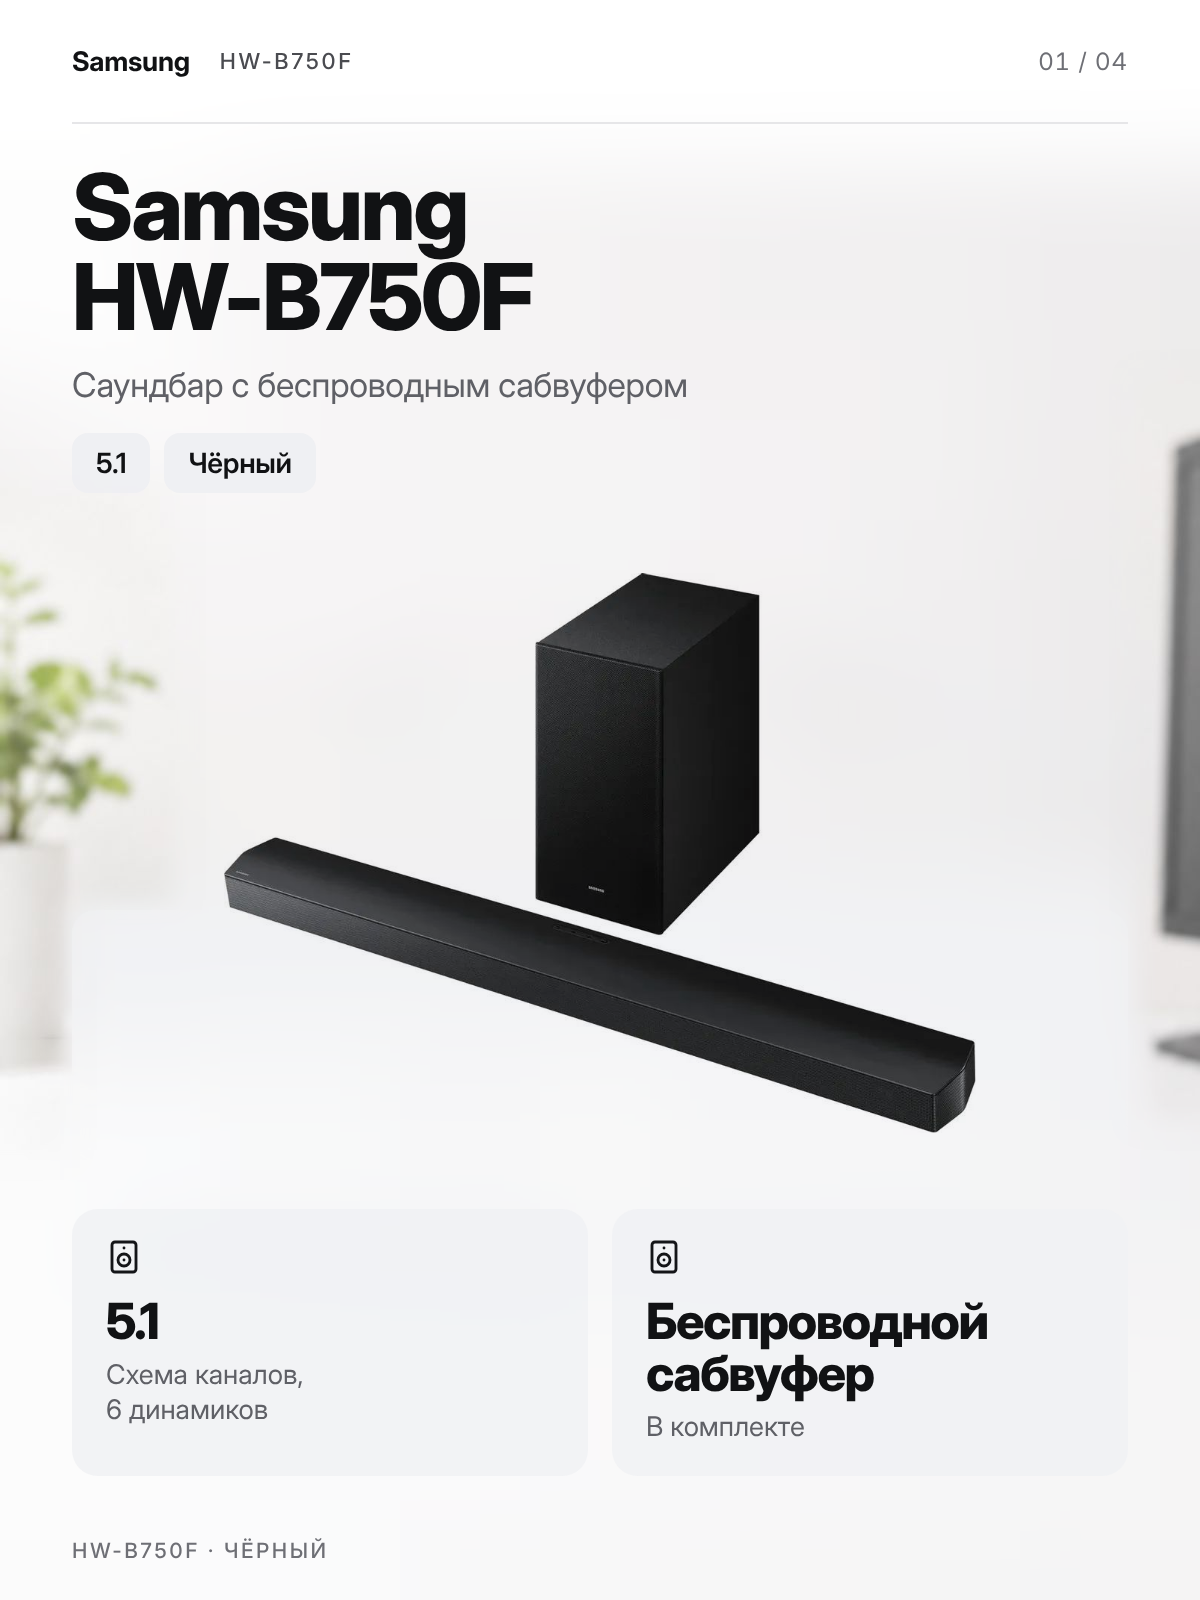 Samsung HW-B750F 01 / 04
Samsung
HW-B750F
Саундбар с беспроводным сабвуфером
5.1 Чёрный
5.1
Схема каналов,
6 динамиков
Беспроводной
сабвуфер
В комплекте
HW-B750F · ЧЁРНЫЙ